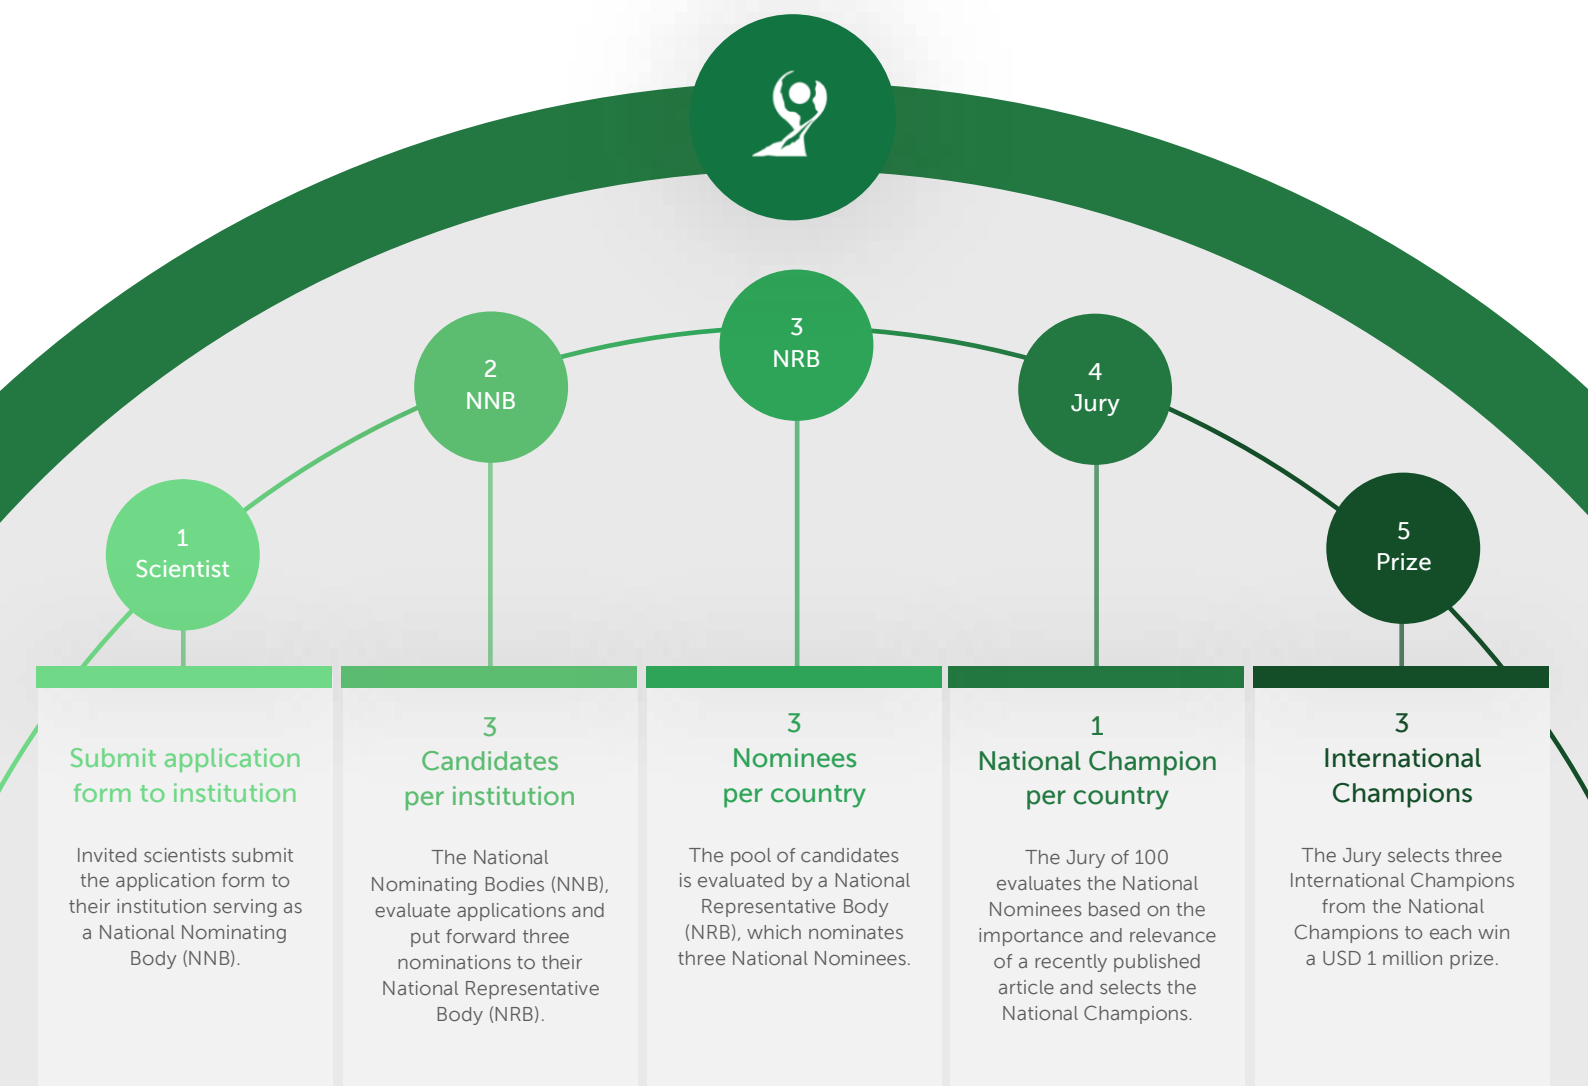 3
NRB
2
NNB
4
Jury
1
Scientist
5
Prize
Submit application
form to institution
Invited scientists submit
the application form to
their institution serving as
a National Nominating
Body (NNB).
3
Candidates
per institution
The National
Nominating Bodies (NNB),
evaluate applications and
put forward three
nominations to their
National Representative
Body (NRB).
3
Nominees
per country
The pool of candidates
is evaluated by a National
Representative Body
(NRB), which nominates
three National Nominees.
1
National Champion
per country
The Jury of 100
evaluates the National
Nominees based on the
importance and relevance
of a recently published
article and selects the
National Champions.
3
International
Champions
The Jury selects three
International Champions
from the National
Champions to each win
a USD 1 million prize.